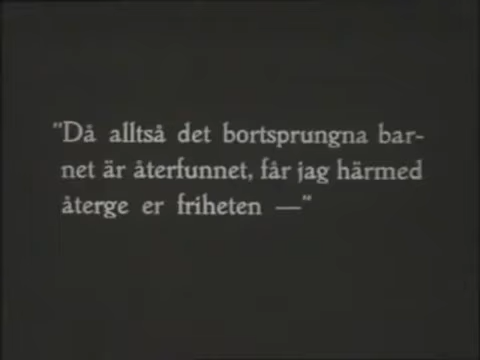 "Då alltså det bortsprungna bar-
net är återfunnet, får jag härmed
återge er friheten —"